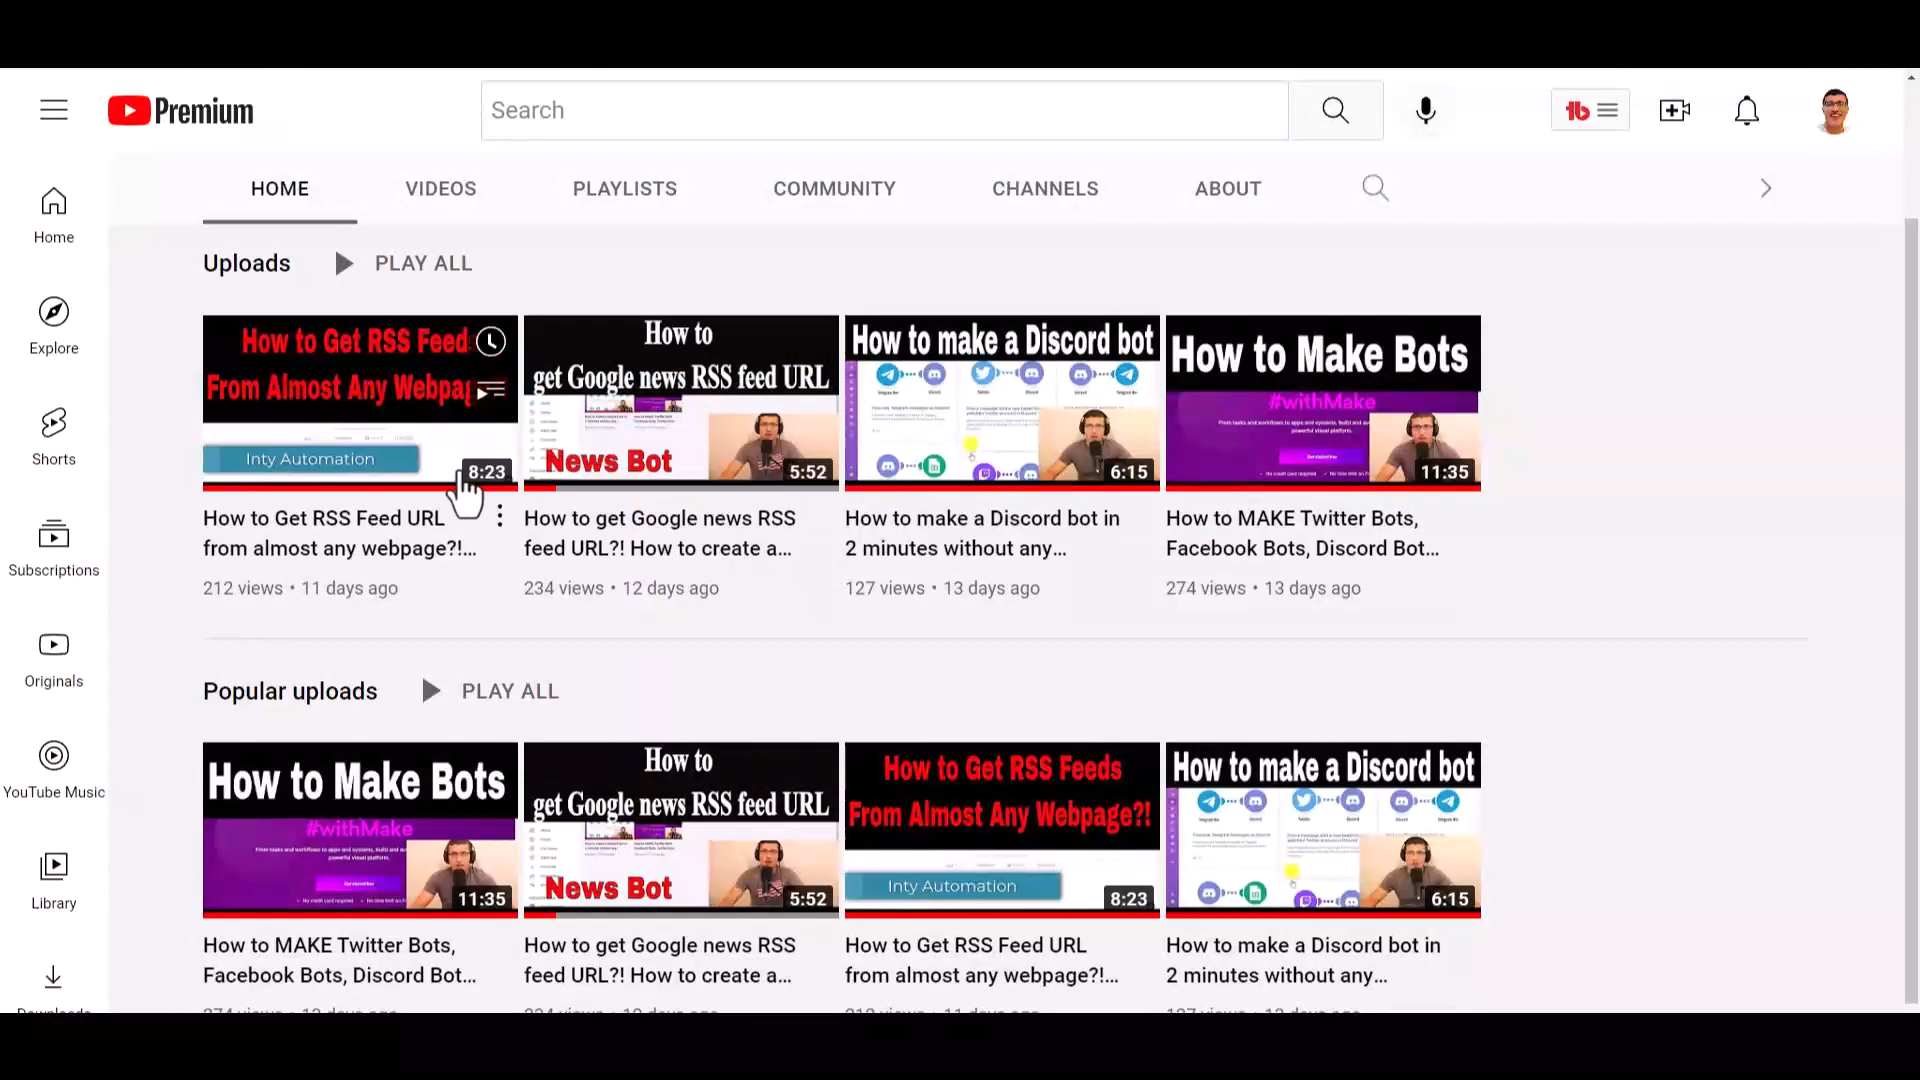 Premium
Search
HOME
VIDEOS
PLAYLISTS
COMMUNITY
CHANNELS
ABOUT
Home
Explore
Shorts
Subscriptions
Originals
YouTube Music
Library
Uploads
PLAY ALL
How to Get RSS Feed
From Almost Any Webpag
Inty Automation
8:23
How to Get RSS Feed URL
from almost any webpage?!...
212 views • 11 days ago
How to
get Google news RSS feed URL
News Bot
5:52
How to get Google news RSS
feed URL?! How to create a...
234 views • 12 days ago
How to make a Discord bot
6:15
How to make a Discord bot in
2 minutes without any...
127 views • 13 days ago
How to Make Bots
#withMake
11:35
How to MAKE Twitter Bots,
Facebook Bots, Discord Bot...
274 views • 13 days ago
Popular uploads
PLAY ALL
How to Make Bots
#withMake
11:35
How to MAKE Twitter Bots,
Facebook Bots, Discord Bot...
How to
get Google news RSS feed URL
News Bot
5:52
How to get Google news RSS
feed URL?! How to create a...
How to Get RSS Feeds
From Almost Any Webpage?!
Inty Automation
8:23
How to Get RSS Feed URL
from almost any webpage?!...
How to make a Discord bot
6:15
How to make a Discord bot in
2 minutes without any...